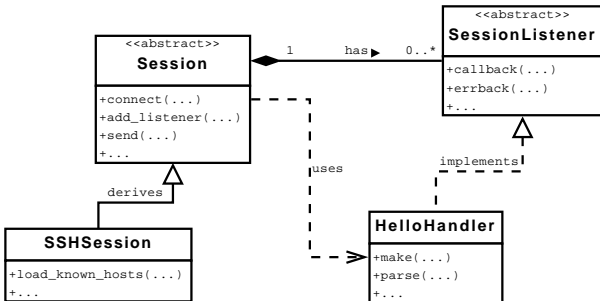 <<abstract>>
Session
+connect(...)
+add_listener(...)
+send(...)
+...
1
has
0..*
<<abstract>>
SessionListener
+callback(...)
+errback(...)
+...
derives
uses
implements
SSHSession
+load_known_hosts(...)
+...
HelloHandler
+make(...)
+parse(...)
+...